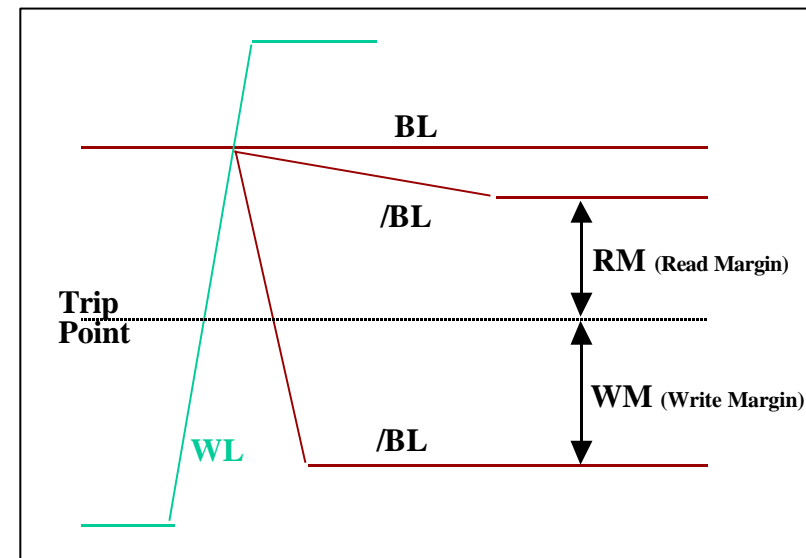 BL
/BL
RM (Read Margin)
Trip
Point
WM (Write Margin)
/BL
WL